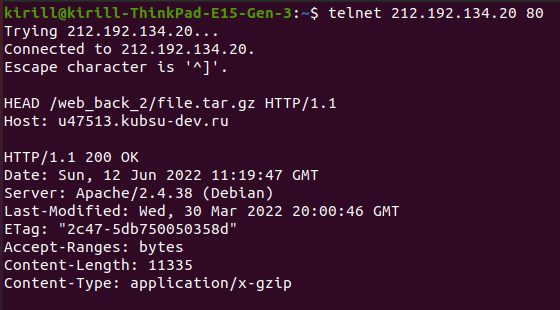 kirill@kirill-ThinkPad-E15-Gen-3:~$ telnet 212.192.134.20 80
Trying 212.192.134.20...
Connected to 212.192.134.20.
Escape character is '^]'.
HEAD /web_back_2/file.tar.gz HTTP/1.1
Host: u47513.kubsu-dev.ru
HTTP/1.1 200 OK
Date: Sun, 12 Jun 2022 11:19:47 GMT
Server: Apache/2.4.38 (Debian)
Last-Modified: Wed, 30 Mar 2022 20:00:46 GMT
ETag: "2c47-5db750050358d"
Accept-Ranges: bytes
Content-Length: 11335
Content-Type: application/x-gzip